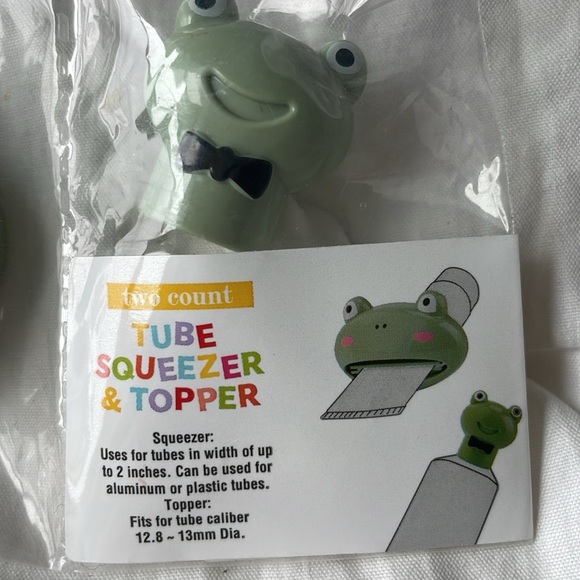 two count
TUBE
SQUEEZER
& TOPPER
Squeezer:
Uses for tubes in width of up
to 2 inches. Can be used for
aluminum or plastic tubes.
Topper:
Fits for tube caliber
12.8 ~ 13mm Dia.